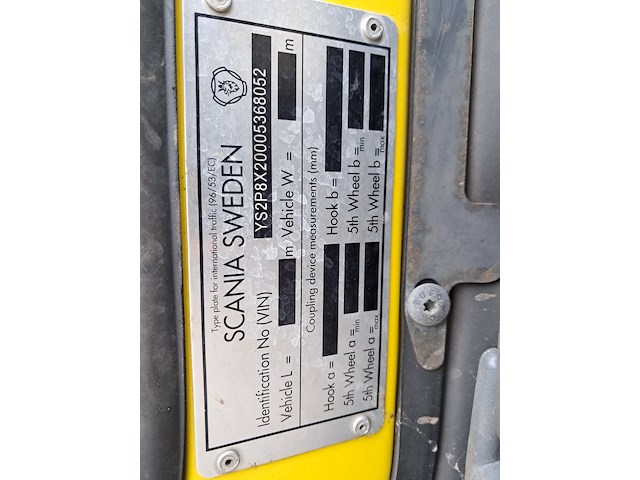 Type plate for international traffic (96/53/EC)
SCANIA SWEDEN
Identification No (VIN) YS2P8X20005368052
Vehicle L = m Vehicle W = m
Coupling device measurements (mm)
Hook a = Hook b =
5th Wheel a min = 5th Wheel b min =
5th Wheel a max = 5th Wheel b max =